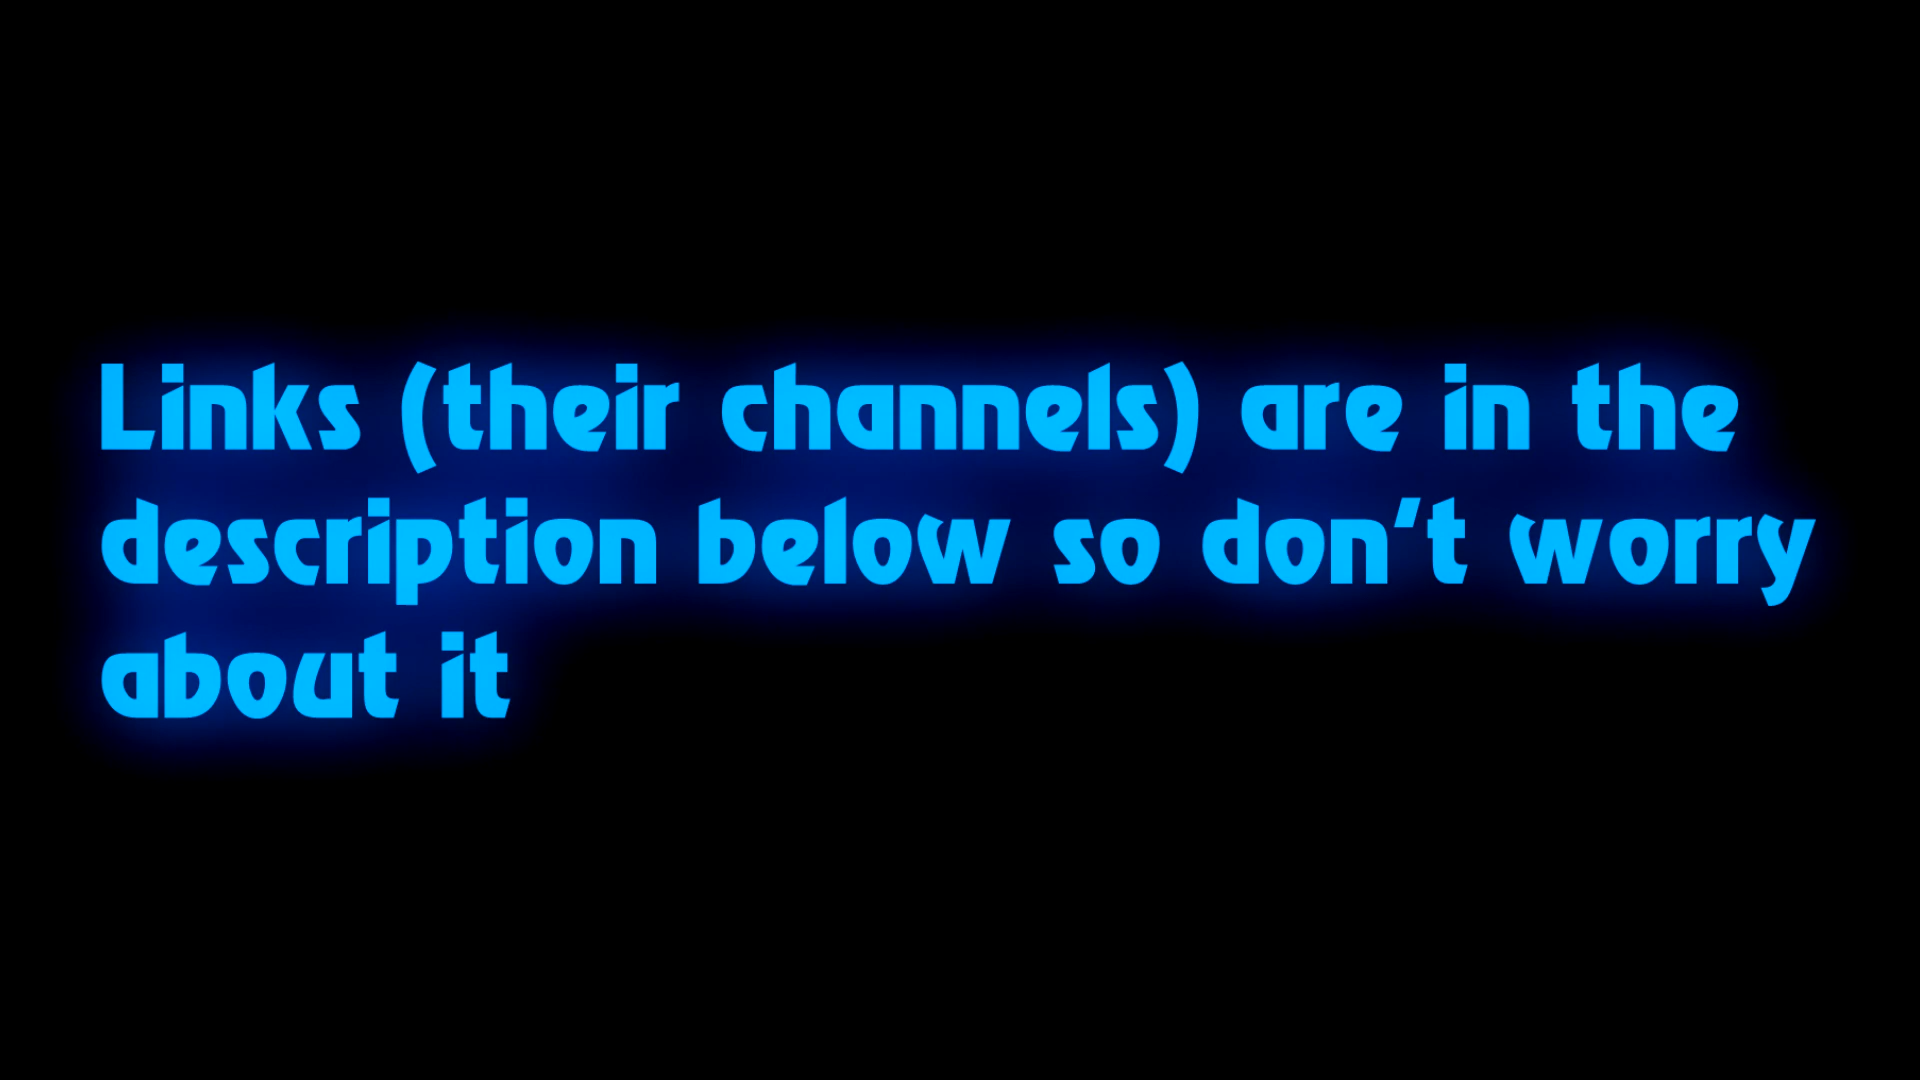 Links (their channels) are in the
description below so don't worry
about it